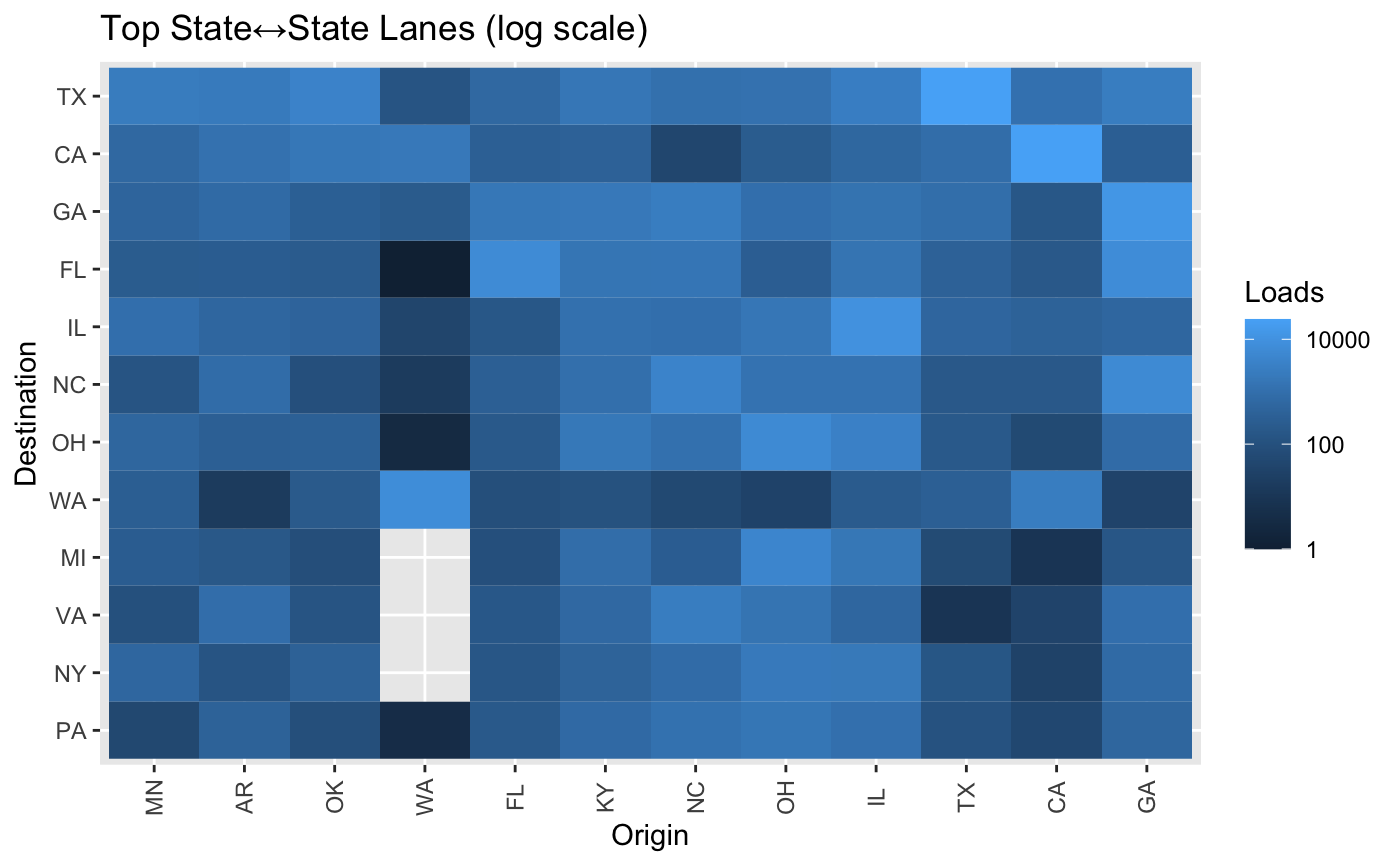 Top State↔State Lanes (log scale)
Destination
TX
CA
GA
FL
IL
NC
OH
WA
MI
VA
NY
PA
MN AR OK WA FL KY NC OH IL TX CA GA
Origin
Loads
10000
100
1